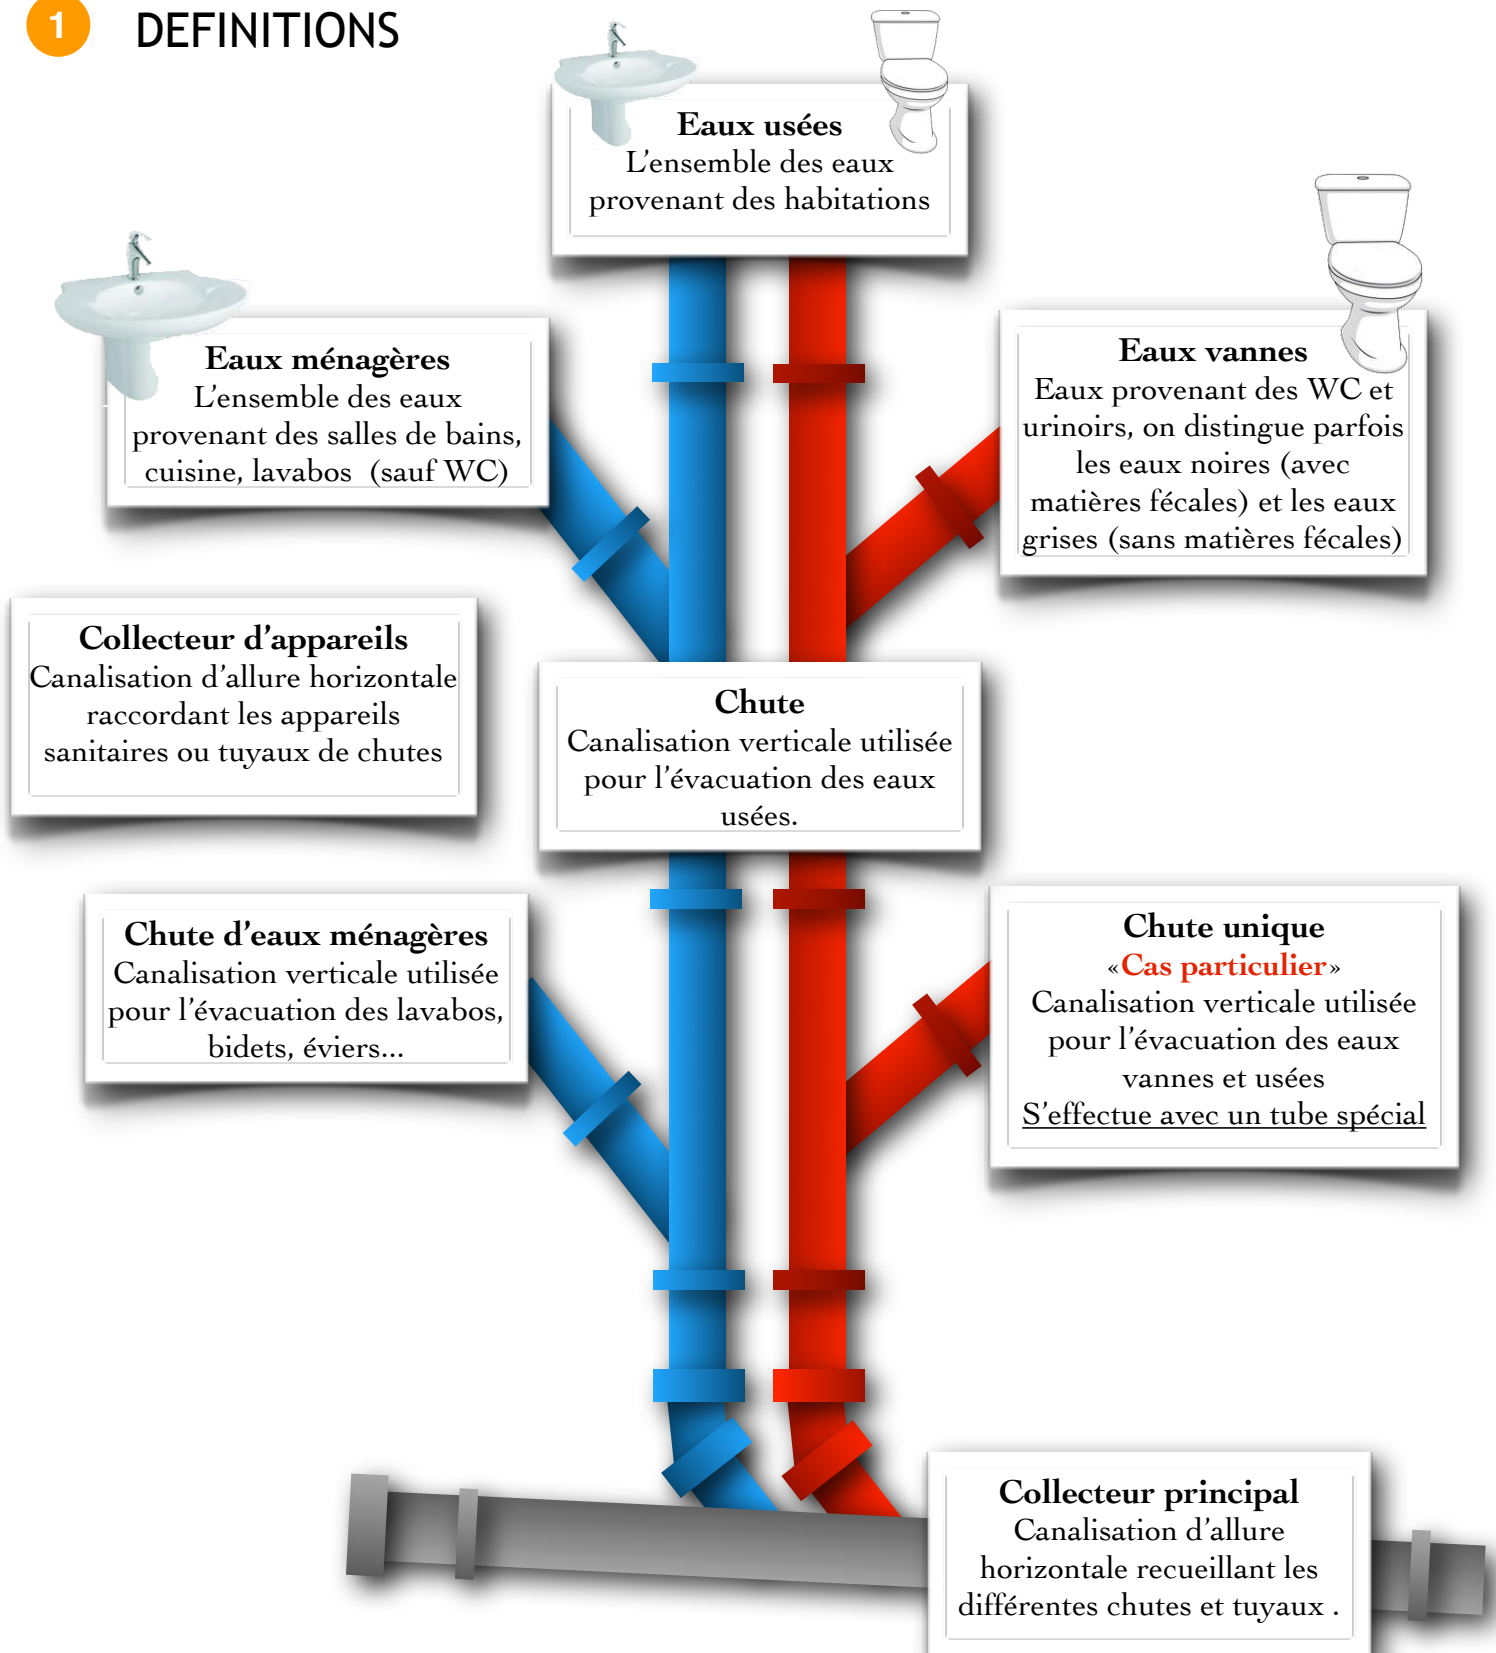 1 DEFINITIONS
Eaux usées
L'ensemble des eaux
provenant des habitations
Eaux ménagères
L'ensemble des eaux
provenant des salles de bains,
cuisine, lavabos (sauf WC)
Eaux vannes
Eaux provenant des WC et
urinoirs, on distingue parfois
les eaux noires (avec
matières fécales) et les eaux
grises (sans matières fécales)
Collecteur d'appareils
Canalisation d'allure horizontale
raccordant les appareils
sanitaires ou tuyaux de chutes
Chute
Canalisation verticale utilisée
pour l'évacuation des eaux
usées.
Chute d'eaux ménagères
Canalisation verticale utilisée
pour l'évacuation des lavabos,
bidets, éviers...
Chute unique
«Cas particulier»
Canalisation verticale utilisée
pour l'évacuation des eaux
vannes et usées
S'effectue avec un tube spécial
Collecteur principal
Canalisation d'allure
horizontale recueillant les
différentes chutes et tuyaux .